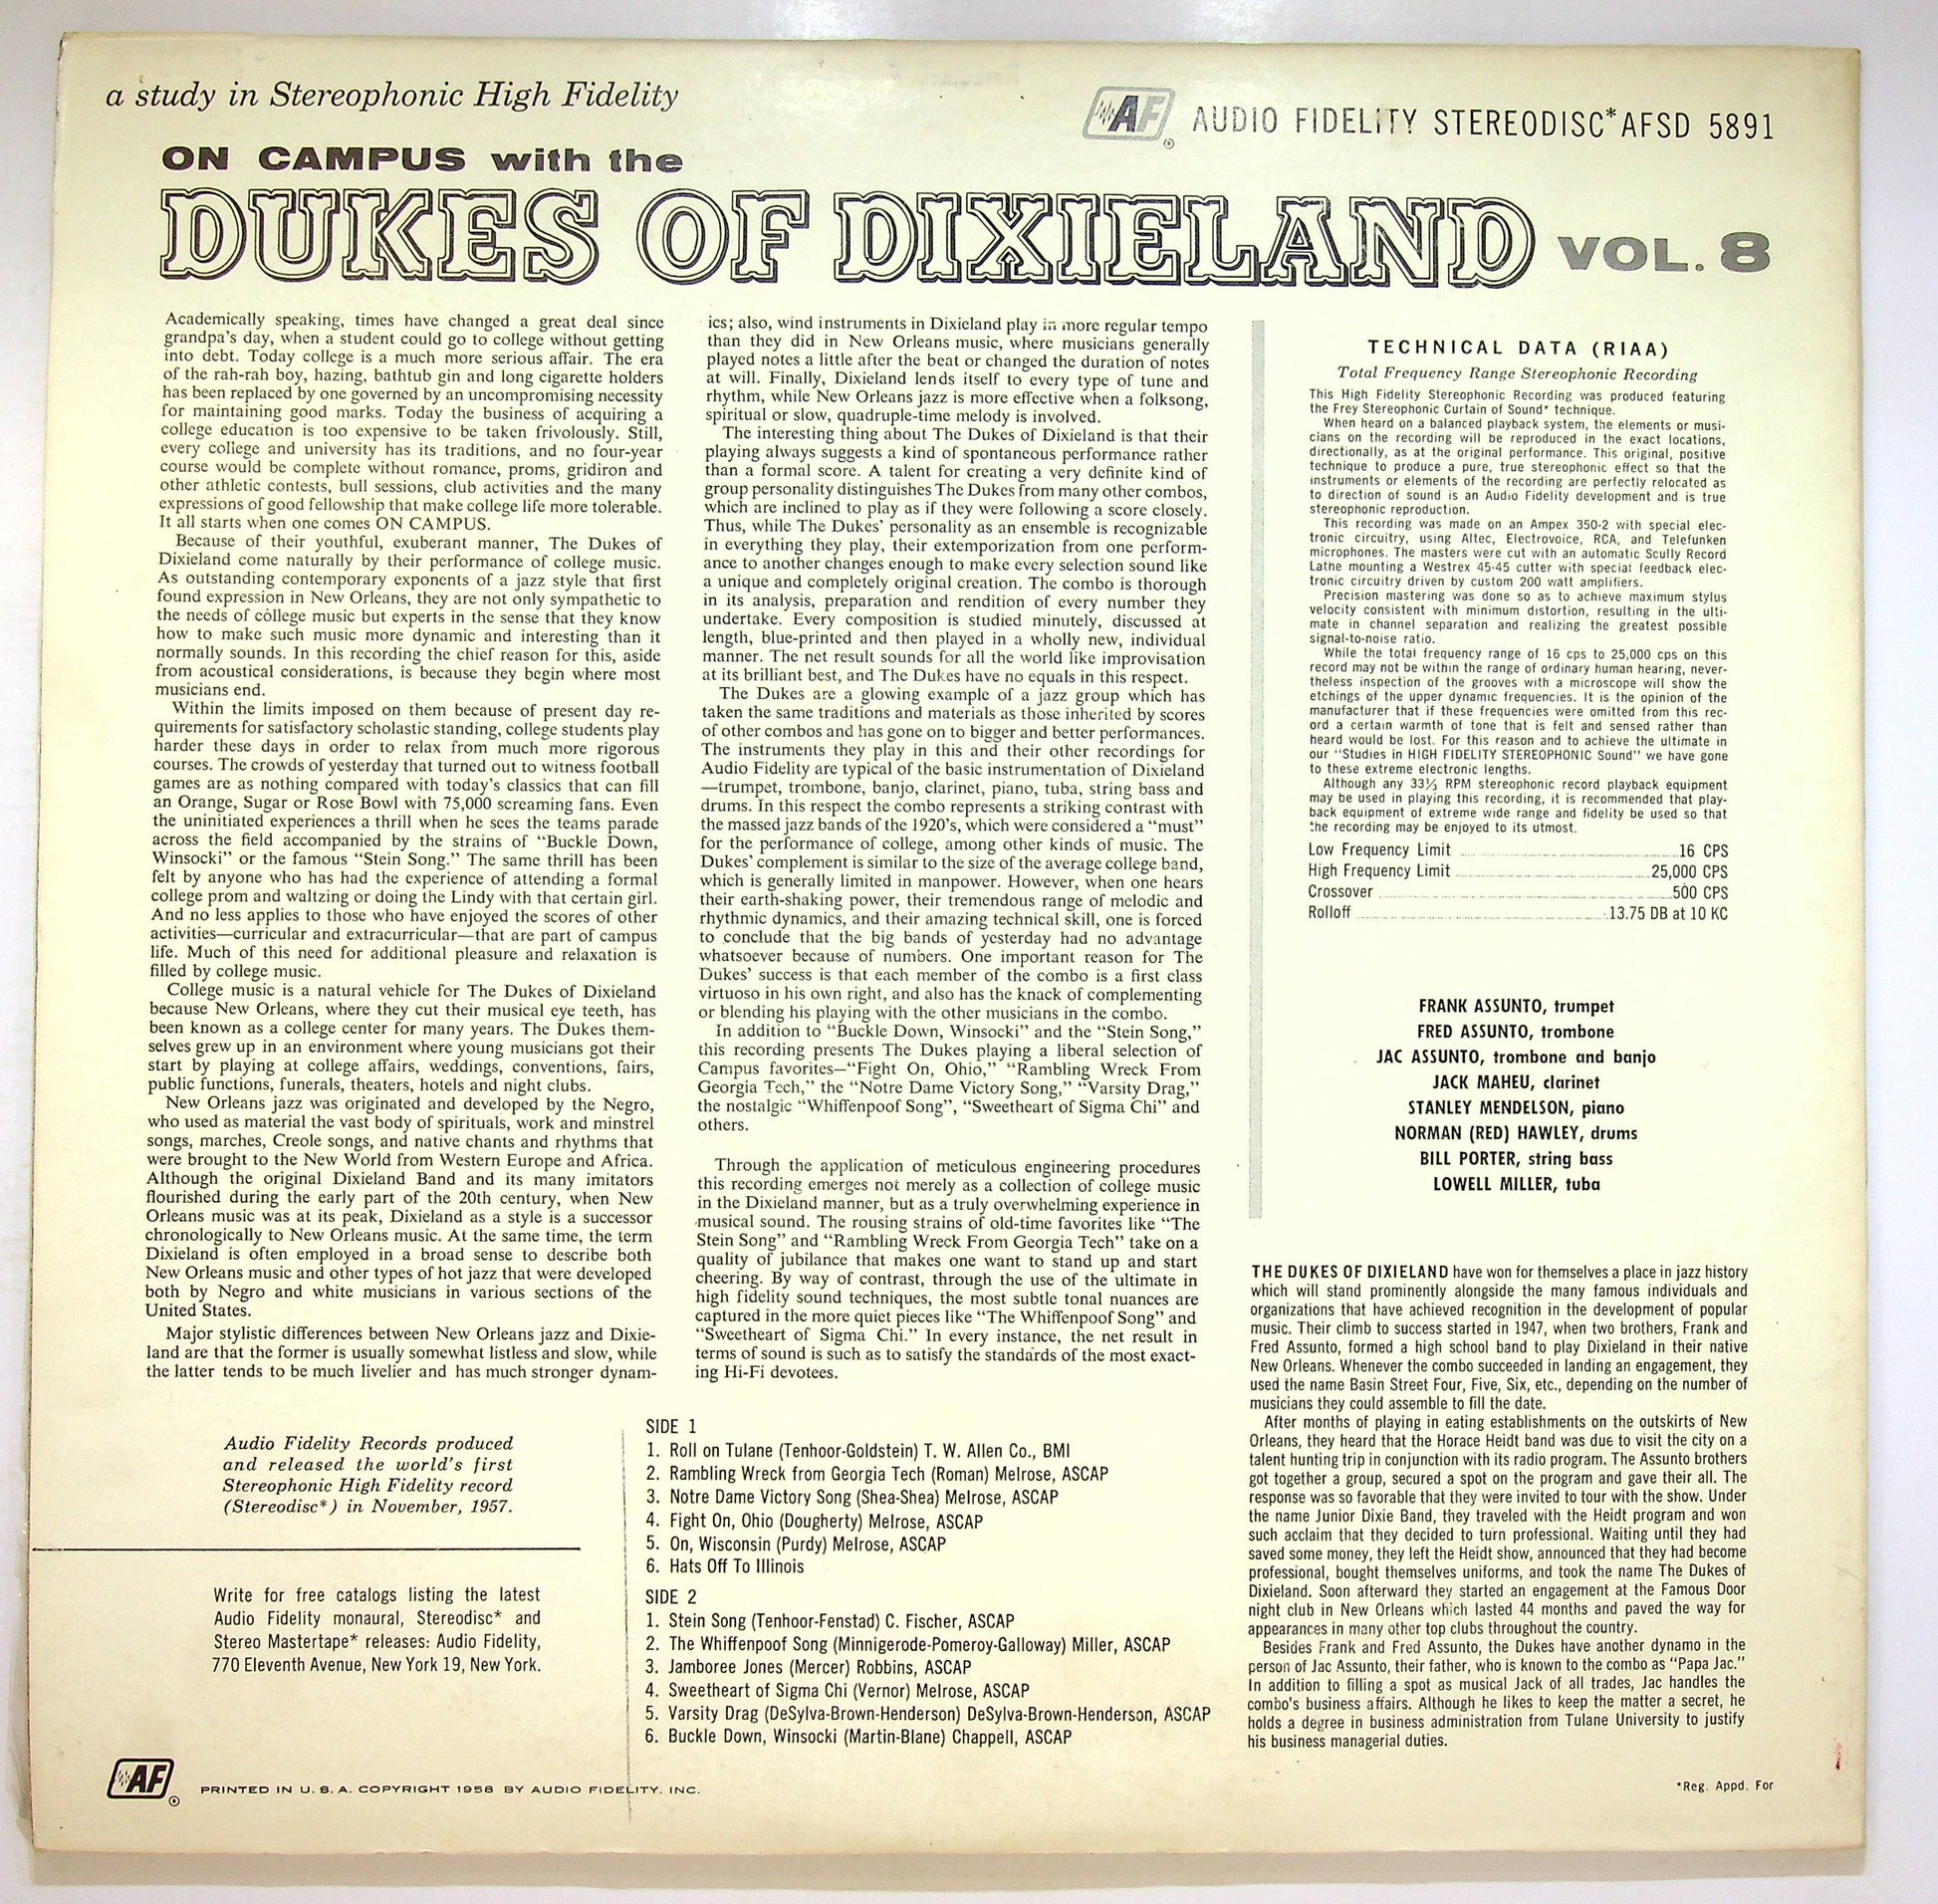 a study in Stereophonic High Fidelity
AF
®
AUDIO FIDELITY STEREODISC* AFSD 5891
ON CAMPUS with the
DUKES OF DIXIELAND VOL. 8
Academically speaking, times have changed a great deal since
grandpa's day, when a student could go to college without getting
into debt. Today college is a much more serious affair. The era
of the rah-rah boy, hazing, bathtub gin and long cigarette holders
has been replaced by one governed by an uncompromising necessity
for maintaining good marks. Today the business of acquiring a
college education is too expensive to be taken frivolously. Still,
every college and university has its traditions, and no four-year
course would be complete without romance, proms, gridiron and
other athletic contests, bull sessions, club activities and the many
expressions of good fellowship that make college life more tolerable.
It all starts when one comes ON CAMPUS.
Because of their youthful, exuberant manner, The Dukes of
Dixieland come naturally by their performance of college music.
As outstanding contemporary exponents of a jazz style that first
found expression in New Orleans, they are not only sympathetic to
the needs of college music but experts in the sense that they know
how to make such music more dynamic and interesting than it
normally sounds. In this recording the chief reason for this, aside
from acoustical considerations, is because they begin where most
musicians end.
Within the limits imposed on them because of present day re-
quirements for satisfactory scholastic standing, college students play
harder these days in order to relax from much more rigorous
courses. The crowds of yesterday that turned out to witness football
games are as nothing compared with today's classics that can fill
an Orange, Sugar or Rose Bowl with 75,000 screaming fans. Even
the uninitiated experiences a thrill when he sees the teams parade
across the field accompanied by the strains of "Buckle Down,
Winsocki" or the famous "Stein Song." The same thrill has been
felt by anyone who has had the experience of attending a formal
college prom and waltzing or doing the Lindy with that certain girl.
And no less applies to those who have enjoyed the scores of other
activities—curricular and extracurricular—that are part of campus
life. Much of this need for additional pleasure and relaxation is
filled by college music.
College music is a natural vehicle for The Dukes of Dixieland
because New Orleans, where they cut their musical eye teeth, has
been known as a college center for many years. The Dukes them-
selves grew up in an environment where young musicians got their
start by playing at college affairs, weddings, conventions, fairs,
public functions, funerals, theaters, hotels and night clubs.
New Orleans jazz was originated and developed by the Negro,
who used as material the vast body of spirituals, work and minstrel
songs, marches, Creole songs, and native chants and rhythms that
were brought to the New World from Western Europe and Africa.
Although the original Dixieland Band and its many imitators
flourished during the early part of the 20th century, when New
Orleans music was at its peak, Dixieland as a style is a successor
chronologically to New Orleans music. At the same time, the term
Dixieland is often employed in a broad sense to describe both
New Orleans music and other types of hot jazz that were developed
both by Negro and white musicians in various sections of the
United States.
Major stylistic differences between New Orleans jazz and Dixie-
land are that the former is usually somewhat listless and slow, while
the latter tends to be much livelier and has much stronger dynam-
ics; also, wind instruments in Dixieland play in more regular tempo
than they did in New Orleans music, where musicians generally
played notes a little after the beat or changed the duration of notes
at will. Finally, Dixieland lends itself to every type of tune and
rhythm, while New Orleans jazz is more effective when a folksong,
spiritual or slow, quadruple-time melody is involved.
The interesting thing about The Dukes of Dixieland is that their
playing always suggests a kind of spontaneous performance rather
than a formal score. A talent for creating a very definite kind of
group personality distinguishes The Dukes from many other combos,
which are inclined to play as if they were following a score closely.
Thus, while The Dukes' personality as an ensemble is recognizable
in everything they play, their extemporization from one perform-
ance to another changes enough to make every selection sound like
a unique and completely original creation. The combo is thorough
in its analysis, preparation and rendition of every number they
undertake. Every composition is studied minutely, discussed at
length, blue-printed and then played in a wholly new, individual
manner. The net result sounds for all the world like improvisation
at its brilliant best, and The Dukes have no equals in this respect.
The Dukes are a glowing example of a jazz group which has
taken the same traditions and materials as those inherited by scores
of other combos and has gone on to bigger and better performances.
The instruments they play in this and their other recordings for
Audio Fidelity are typical of the basic instrumentation of Dixieland
—trumpet, trombone, banjo, clarinet, piano, tuba, string bass and
drums. In this respect the combo represents a striking contrast with
the massed jazz bands of the 1920's, which were considered a "must"
for the performance of college, among other kinds of music. The
Dukes' complement is similar to the size of the average college band,
which is generally limited in manpower. However, when one hears
their earth-shaking power, their tremendous range of melodic and
rhythmic dynamics, and their amazing technical skill, one is forced
to conclude that the big bands of yesterday had no advantage
whatsoever because of numbers. One important reason for The
Dukes' success is that each member of the combo is a first class
virtuoso in his own right, and also has the knack of complementing
or blending his playing with the other musicians in the combo.
In addition to "Buckle Down, Winsocki" and the "Stein Song,"
this recording presents The Dukes playing a liberal selection of
Campus favorites—"Fight On, Ohio," "Rambling Wreck From
Georgia Tech," the "Notre Dame Victory Song," "Varsity Drag,"
the nostalgic "Whiffenpoof Song", "Sweetheart of Sigma Chi" and
others.
Through the application of meticulous engineering procedures
this recording emerges not merely as a collection of college music
in the Dixieland manner, but as a truly overwhelming experience in
musical sound. The rousing strains of old-time favorites like "The
Stein Song" and "Rambling Wreck From Georgia Tech" take on a
quality of jubilance that makes one want to stand up and start
cheering. By way of contrast, through the use of the ultimate in
high fidelity sound techniques, the most subtle tonal nuances are
captured in the more quiet pieces like "The Whiffenpoof Song" and
"Sweetheart of Sigma Chi." In every instance, the net result in
terms of sound is such as to satisfy the standards of the most exact-
ing Hi-Fi devotees.
TECHNICAL DATA (RIAA)
Total Frequency Range Stereophonic Recording
This High Fidelity Stereophonic Recording was produced featuring
the Frey Stereophonic Curtain of Sound* technique.
When heard on a balanced playback system, the elements or musi-
cians on the recording will be reproduced in the exact locations,
directionally, as at the original performance. This original, positive
technique to produce a pure, true stereophonic effect so that the
instruments or elements of the recording are perfectly relocated as
to direction of sound is an Audio Fidelity development and is true
stereophonic reproduction.
This recording was made on an Ampex 350-2 with special elec-
tronic circuitry, using Altec, Electrovoice, RCA, and Telefunken
microphones. The masters were cut with an automatic Scully Record
Lathe mounting a Westrex 45-45 cutter with special feedback elec-
tronic circuitry driven by custom 200 watt amplifiers.
Precision mastering was done so as to achieve maximum stylus
velocity consistent with minimum distortion, resulting in the ulti-
mate in channel separation and realizing the greatest possible
signal-to-noise ratio.
While the total frequency range of 16 cps to 25,000 cps on this
record may not be within the range of ordinary human hearing, never-
theless inspection of the grooves with a microscope will show the
etchings of the upper dynamic frequencies. It is the opinion of the
manufacturer that if these frequencies were omitted from this rec-
ord a certain warmth of tone that is felt and sensed rather than
heard would be lost. For this reason and to achieve the ultimate in
our "Studies in HIGH FIDELITY STEREOPHONIC Sound" we have gone
to these extreme electronic lengths.
Although any 33⅓ RPM stereophonic record playback equipment
may be used in playing this recording, it is recommended that play-
back equipment of extreme wide range and fidelity be used so that
the recording may be enjoyed to its utmost.
Low Frequency Limit 16 CPS
High Frequency Limit 25,000 CPS
Crossover 500 CPS
Rolloff 13.75 DB at 10 KC
FRANK ASSUNTO, trumpet
FRED ASSUNTO, trombone
JAC ASSUNTO, trombone and banjo
JACK MAHEU, clarinet
STANLEY MENDELSON, piano
NORMAN (RED) HAWLEY, drums
BILL PORTER, string bass
LOWELL MILLER, tuba
THE DUKES OF DIXIELAND have won for themselves a place in jazz history
which will stand prominently alongside the many famous individuals and
organizations that have achieved recognition in the development of popular
music. Their climb to success started in 1947, when two brothers, Frank and
Fred Assunto, formed a high school band to play Dixieland in their native
New Orleans. Whenever the combo succeeded in landing an engagement, they
used the name Basin Street Four, Five, Six, etc., depending on the number of
musicians they could assemble to fill the date.
After months of playing in eating establishments on the outskirts of New
Orleans, they heard that the Horace Heidt band was due to visit the city on a
talent hunting trip in conjunction with its radio program. The Assunto brothers
got together a group, secured a spot on the program and gave their all. The
response was so favorable that they were invited to tour with the show. Under
the name Junior Dixie Band, they traveled with the Heidt program and won
such acclaim that they decided to turn professional. Waiting until they had
saved some money, they left the Heidt show, announced that they had become
professional, bought themselves uniforms, and took the name The Dukes of
Dixieland. Soon afterward they started an engagement at the Famous Door
night club in New Orleans which lasted 44 months and paved the way for
appearances in many other top clubs throughout the country.
Besides Frank and Fred Assunto, the Dukes have another dynamo in the
person of Jac Assunto, their father, who is known to the combo as "Papa Jac."
In addition to filling a spot as musical Jack of all trades, Jac handles the
combo's business affairs. Although he likes to keep the matter a secret, he
holds a degree in business administration from Tulane University to justify
his business managerial duties.
Audio Fidelity Records produced
and released the world's first
Stereophonic High Fidelity record
(Stereodisc*) in November, 1957.
Write for free catalogs listing the latest
Audio Fidelity monaural, Stereodisc* and
Stereo Mastertape* releases: Audio Fidelity,
770 Eleventh Avenue, New York 19, New York.
SIDE 1
1. Roll on Tulane (Tenhoor-Goldstein) T. W. Allen Co., BMI
2. Rambling Wreck from Georgia Tech (Roman) Melrose, ASCAP
3. Notre Dame Victory Song (Shea-Shea) Melrose, ASCAP
4. Fight On, Ohio (Dougherty) Melrose, ASCAP
5. On, Wisconsin (Purdy) Melrose, ASCAP
6. Hats Off To Illinois
SIDE 2
1. Stein Song (Tenhoor-Fenstad) C. Fischer, ASCAP
2. The Whiffenpoof Song (Minnigerode-Pomeroy-Galloway) Miller, ASCAP
3. Jamboree Jones (Mercer) Robbins, ASCAP
4. Sweetheart of Sigma Chi (Vernor) Melrose, ASCAP
5. Varsity Drag (DeSylva-Brown-Henderson) DeSylva-Brown-Henderson, ASCAP
6. Buckle Down, Winsocki (Martin-Blane) Chappell, ASCAP
AF
®
PRINTED IN U. S. A. COPYRIGHT 1958 BY AUDIO FIDELITY, INC.
*Reg. Appd. For